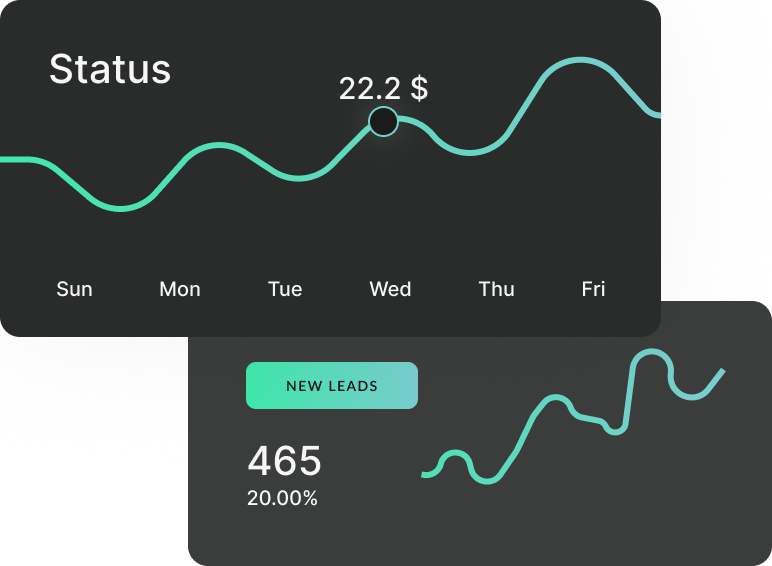 Status
22.2 $
Sun Mon Tue Wed Thu Fri
NEW LEADS
465
20.00%